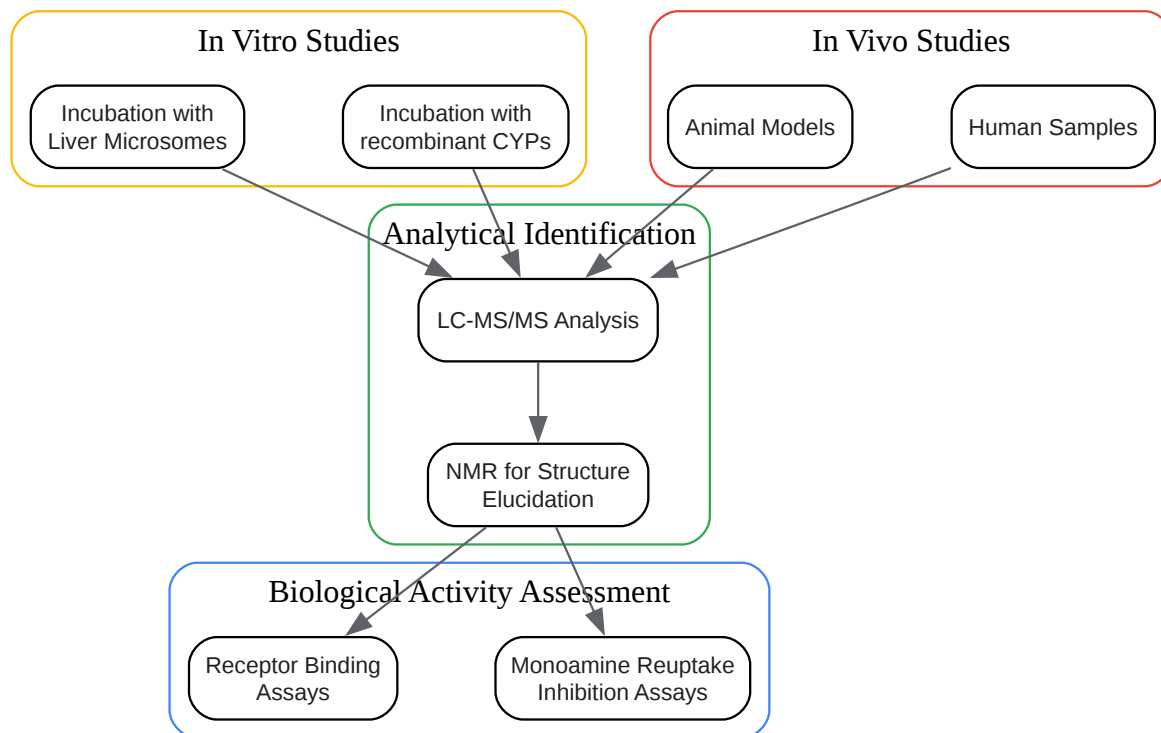 In Vitro Studies
Incubation with
Liver Microsomes
Incubation with
recombinant CYPs
In Vivo Studies
Animal Models
Human Samples
Analytical Identification
LC-MS/MS Analysis
NMR for Structure
Elucidation
Biological Activity Assessment
Receptor Binding
Assays
Monoamine Reuptake
Inhibition Assays